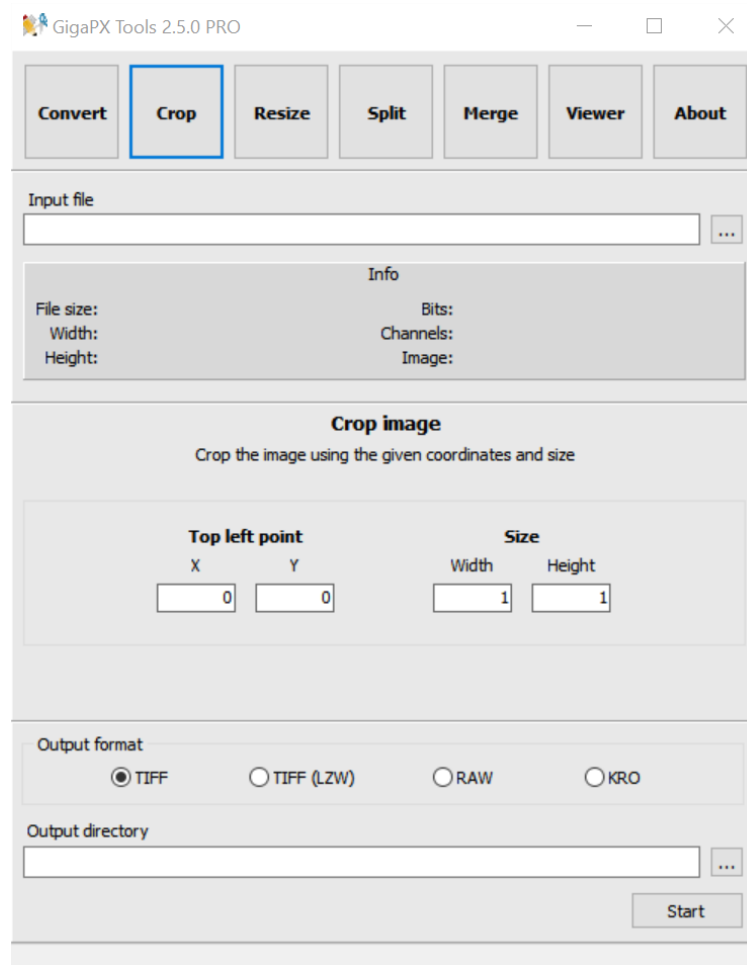 GigaPX Tools 2.5.0 PRO
Convert Crop Resize Split Merge Viewer About
Input file
...
Info
File size: Bits:
Width: Channels:
Height: Image:
Crop image
Crop the image using the given coordinates and size
Top left point Size
X Y Width Height
0 0 1 1
Output format
TIFF TIFF (LZW) RAW KRO
Output directory
...
Start